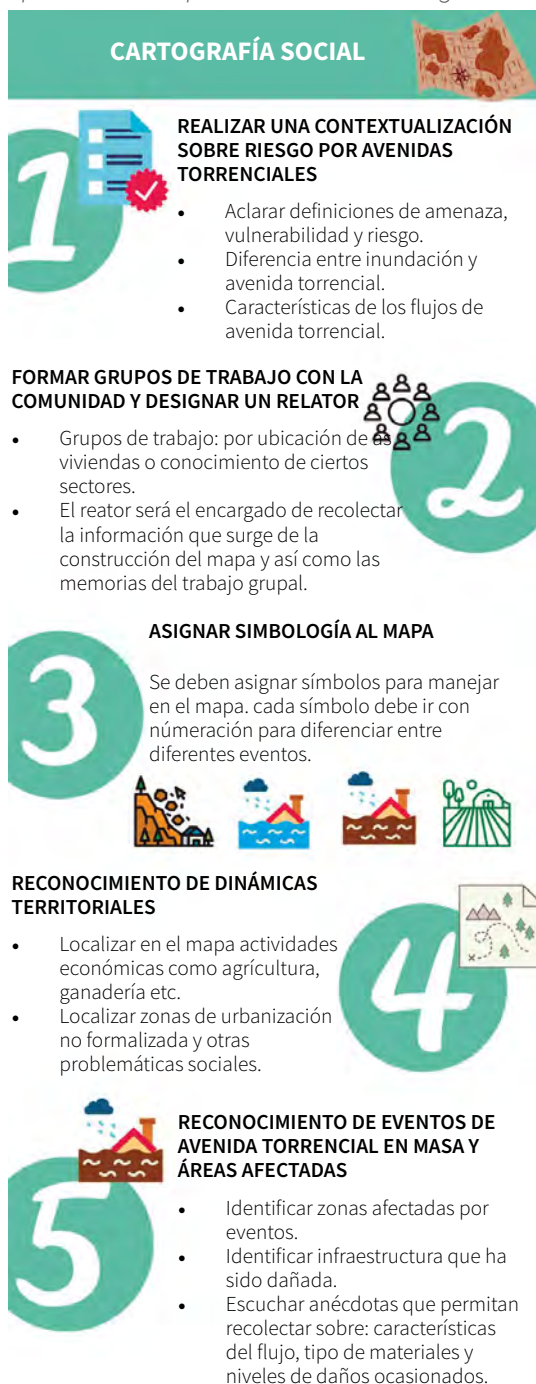 CARTOGRAFÍA SOCIAL
1
REALIZAR UNA CONTEXTUALIZACIÓN
SOBRE RIESGO POR AVENIDAS
TORRENCIALES
• Aclarar definiciones de amenaza,
vulnerabilidad y riesgo.
• Diferencia entre inundación y
avenida torrencial.
• Características de los flujos de
avenida torrencial.
FORMAR GRUPOS DE TRABAJO CON LA
COMUNIDAD Y DESIGNAR UN RELATOR
2
• Grupos de trabajo: por ubicación de as
viviendas o conocimiento de ciertos
sectores.
• El reator será el encargado de recolectar
la información que surge de la
construcción del mapa y así como las
memorias del trabajo grupal.
3
ASIGNAR SIMBOLOGÍA AL MAPA
Se deben asignar símbolos para manejar
en el mapa. cada símbolo debe ir con
númeración para diferenciar entre
diferentes eventos.
RECONOCIMIENTO DE DINÁMICAS
TERRITORIALES
4
• Localizar en el mapa actividades
económicas como agrícultura,
ganadería etc.
• Localizar zonas de urbanización
no formalizada y otras
problemáticas sociales.
5
RECONOCIMIENTO DE EVENTOS DE
AVENIDA TORRENCIAL EN MASA Y
ÁREAS AFECTADAS
• Identificar zonas afectadas por
eventos.
• Identificar infraestructura que ha
sido dañada.
• Escuchar anécdotas que permitan
recolectar sobre: características
del flujo, tipo de materiales y
niveles de daños ocasionados.